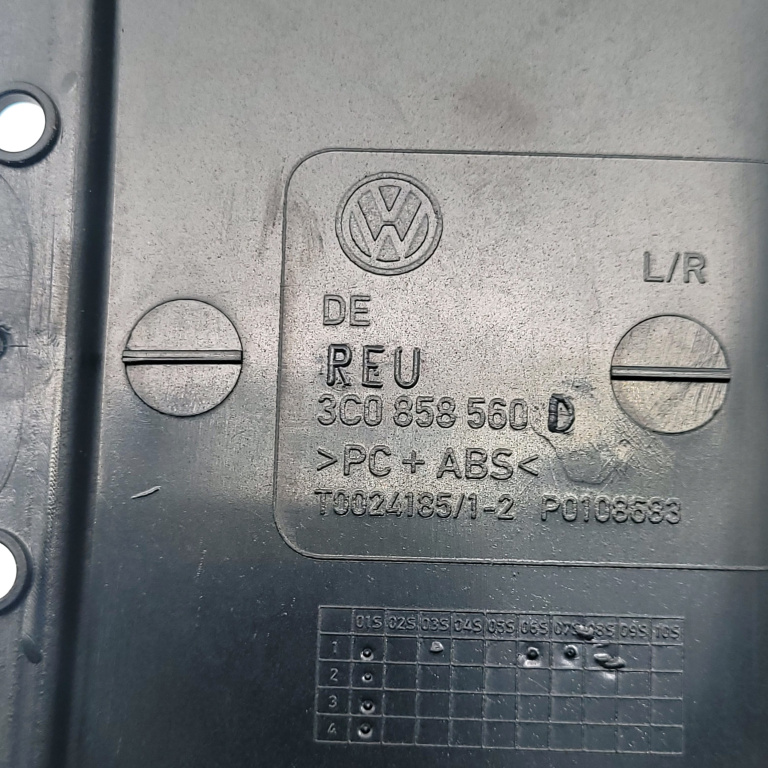 L/R
DE
REU
3C0 858 560 D
>PC + ABS<
T0024185/1-2 P0108583
01S 02S 03S 04S 05S 06S 07S 08S 09S 10S
1
2
3
4